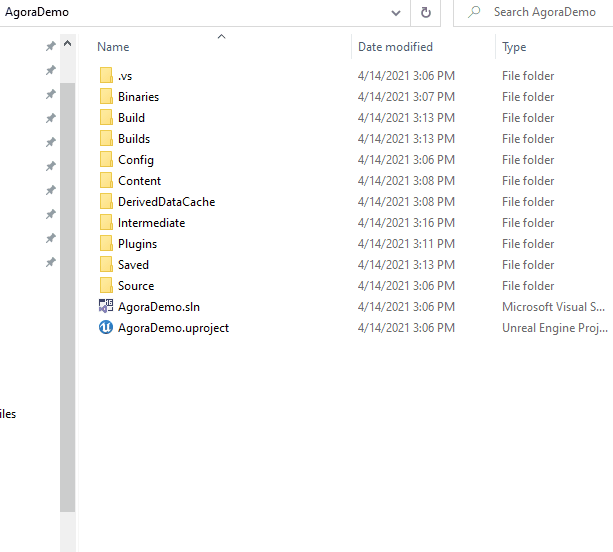 AgoraDemo
Search AgoraDemo
Name Date modified Type
.vs 4/14/2021 3:06 PM File folder
Binaries 4/14/2021 3:07 PM File folder
Build 4/14/2021 3:13 PM File folder
Builds 4/14/2021 3:13 PM File folder
Config 4/14/2021 3:06 PM File folder
Content 4/14/2021 3:08 PM File folder
DerivedDataCache 4/14/2021 3:08 PM File folder
Intermediate 4/14/2021 3:16 PM File folder
Plugins 4/14/2021 3:11 PM File folder
Saved 4/14/2021 3:13 PM File folder
Source 4/14/2021 3:06 PM File folder
AgoraDemo.sln 4/14/2021 3:06 PM Microsoft Visual S...
AgoraDemo.uproject 4/14/2021 3:06 PM Unreal Engine Proj...
iles